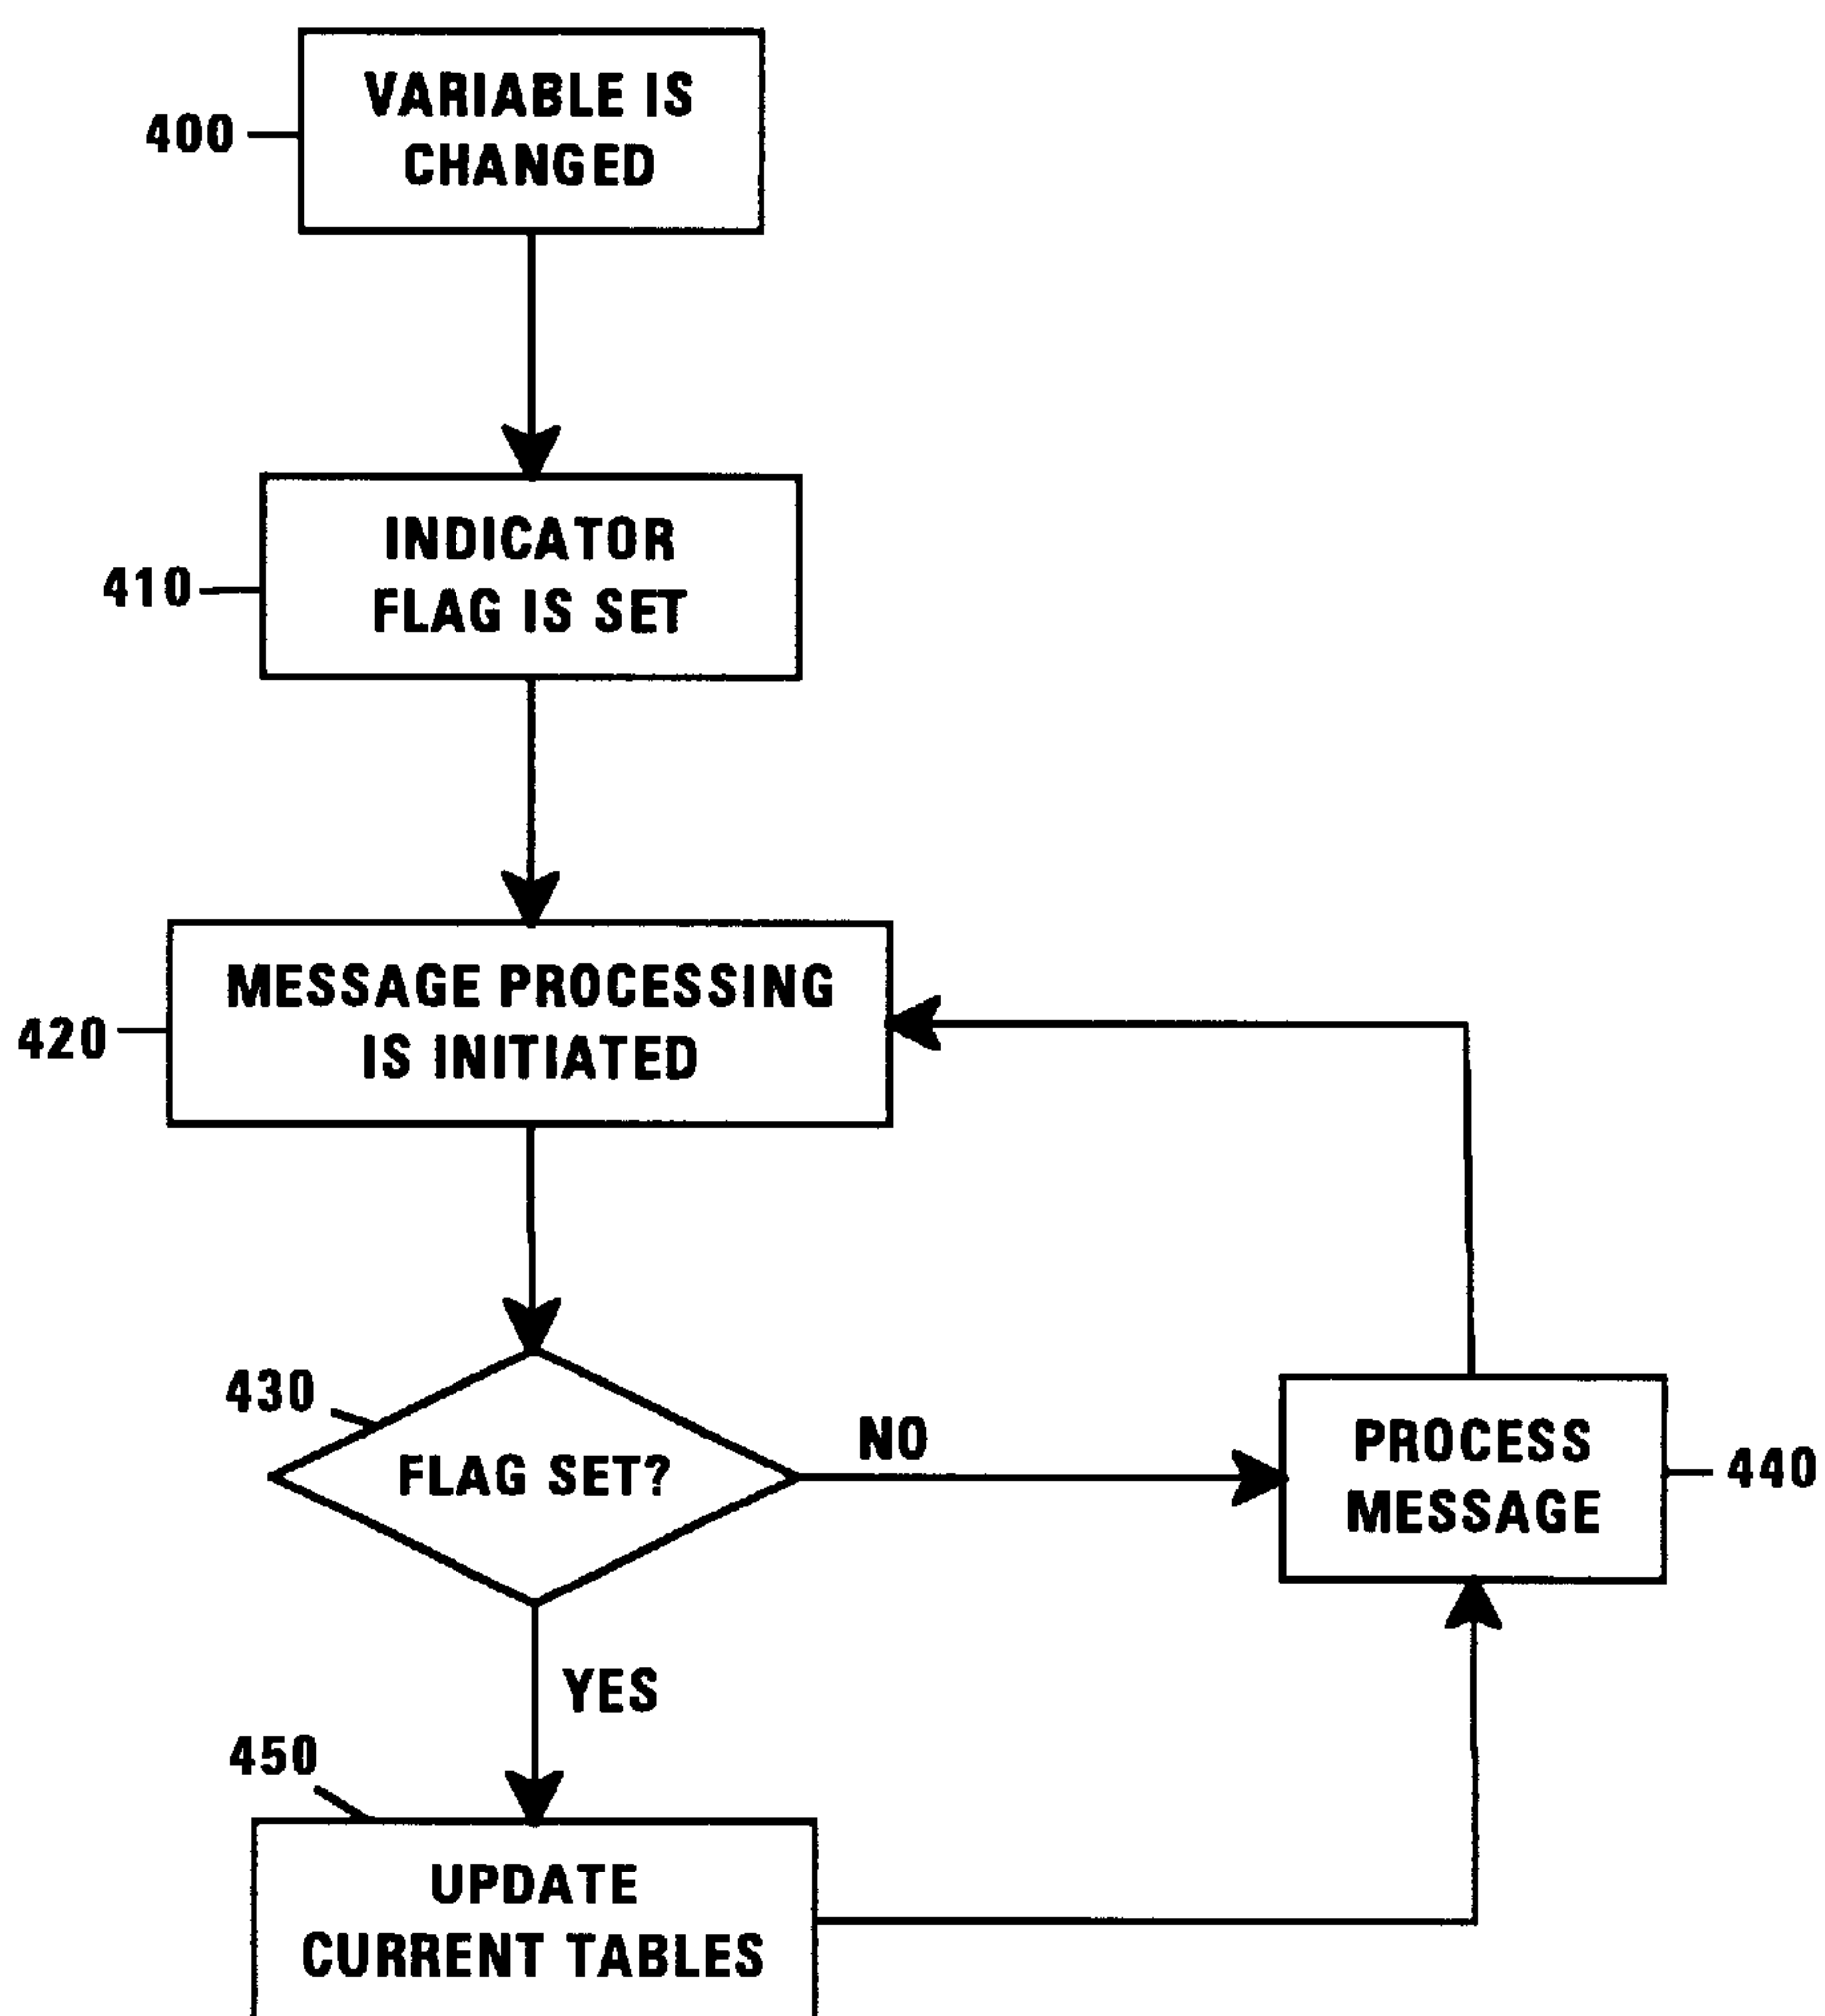 400
VARIABLE IS
CHANGED
410
INDICATOR
FLAG IS SET
420
MESSAGE PROCESSING
IS INITIATED
430
FLAG SET?
NO
PROCESS
MESSAGE
440
YES
450
UPDATE
CURRENT TABLES